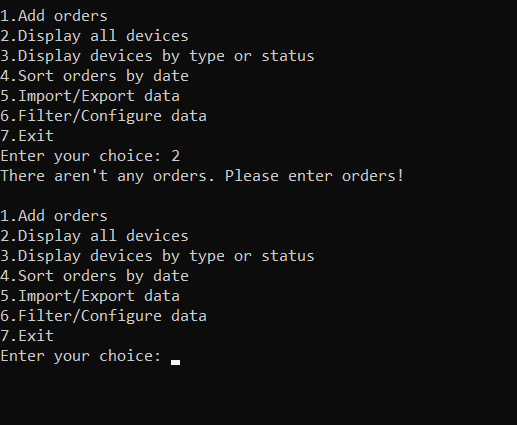 1.Add orders
2.Display all devices
3.Display devices by type or status
4.Sort orders by date
5.Import/Export data
6.Filter/Configure data
7.Exit
Enter your choice: 2
There aren't any orders. Please enter orders!
1.Add orders
2.Display all devices
3.Display devices by type or status
4.Sort orders by date
5.Import/Export data
6.Filter/Configure data
7.Exit
Enter your choice: